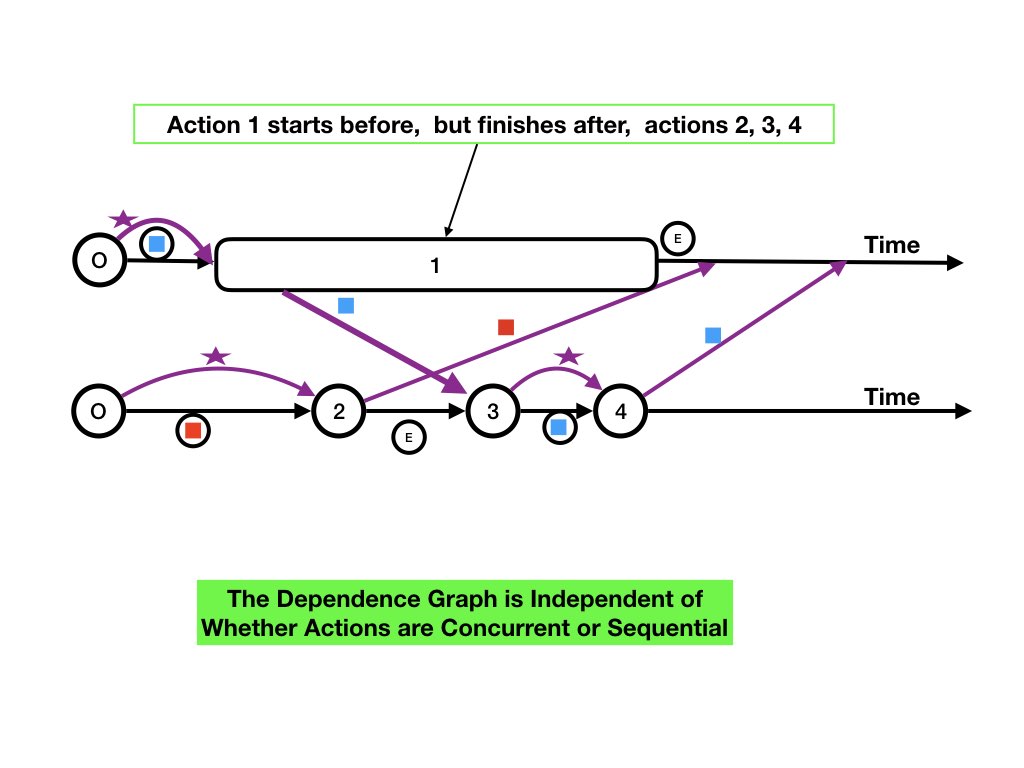 Action 1 starts before,  but finishes after,  actions 2, 3, 4
E
Time
O
1
Time
O
2
3
4
E
The Dependence Graph is Independent of
Whether Actions are Concurrent or Sequential